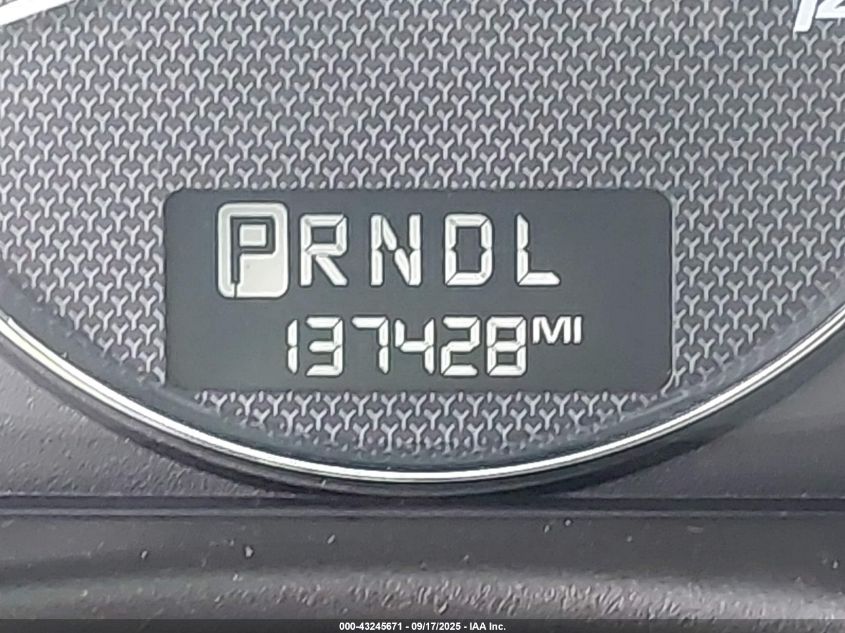 PRNDL
137428MI
000-43245671 - 09/17/2025 - IAA Inc.